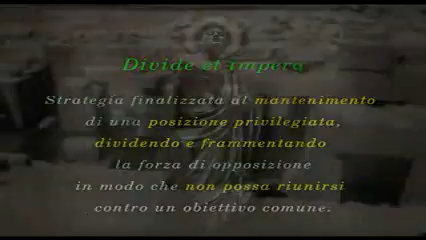 Divide et impera
Strategia finalizzata al mantenimento
di una posizione privilegiata,
dividendo e frammentando
la forza di opposizione
in modo che non possa riunirsi
contro un obiettivo comune.